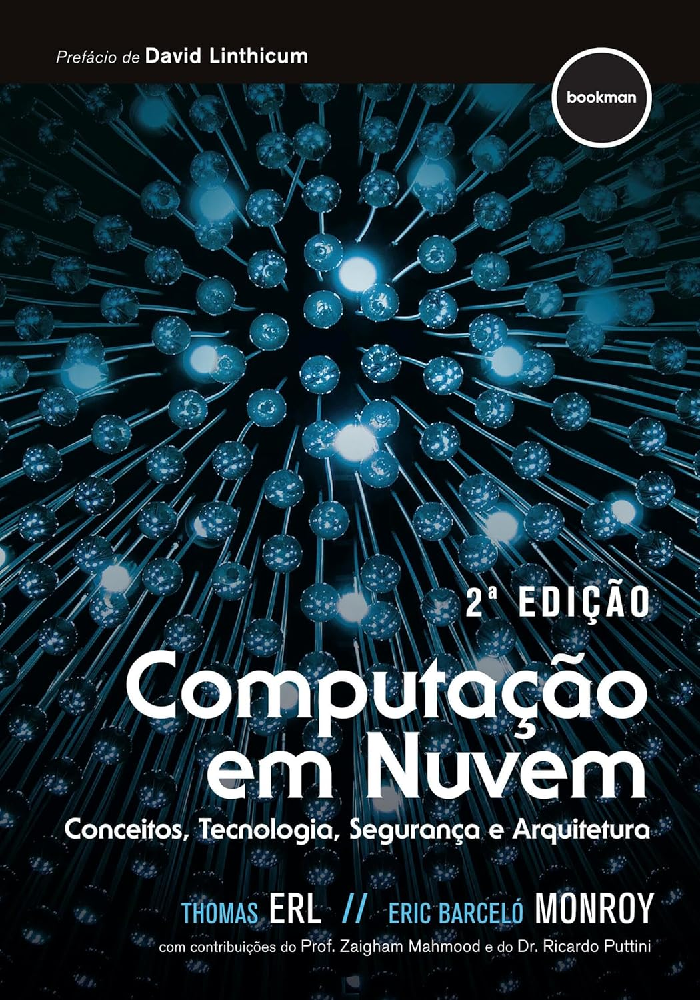 Prefácio de David Linthicum
bookman
2ª EDIÇÃO
Computação
em Nuvem
Conceitos, Tecnologia, Segurança e Arquitetura
THOMAS ERL // ERIC BARCELÓ MONROY
com contribuições do Prof. Zaigham Mahmood e do Dr. Ricardo Puttini